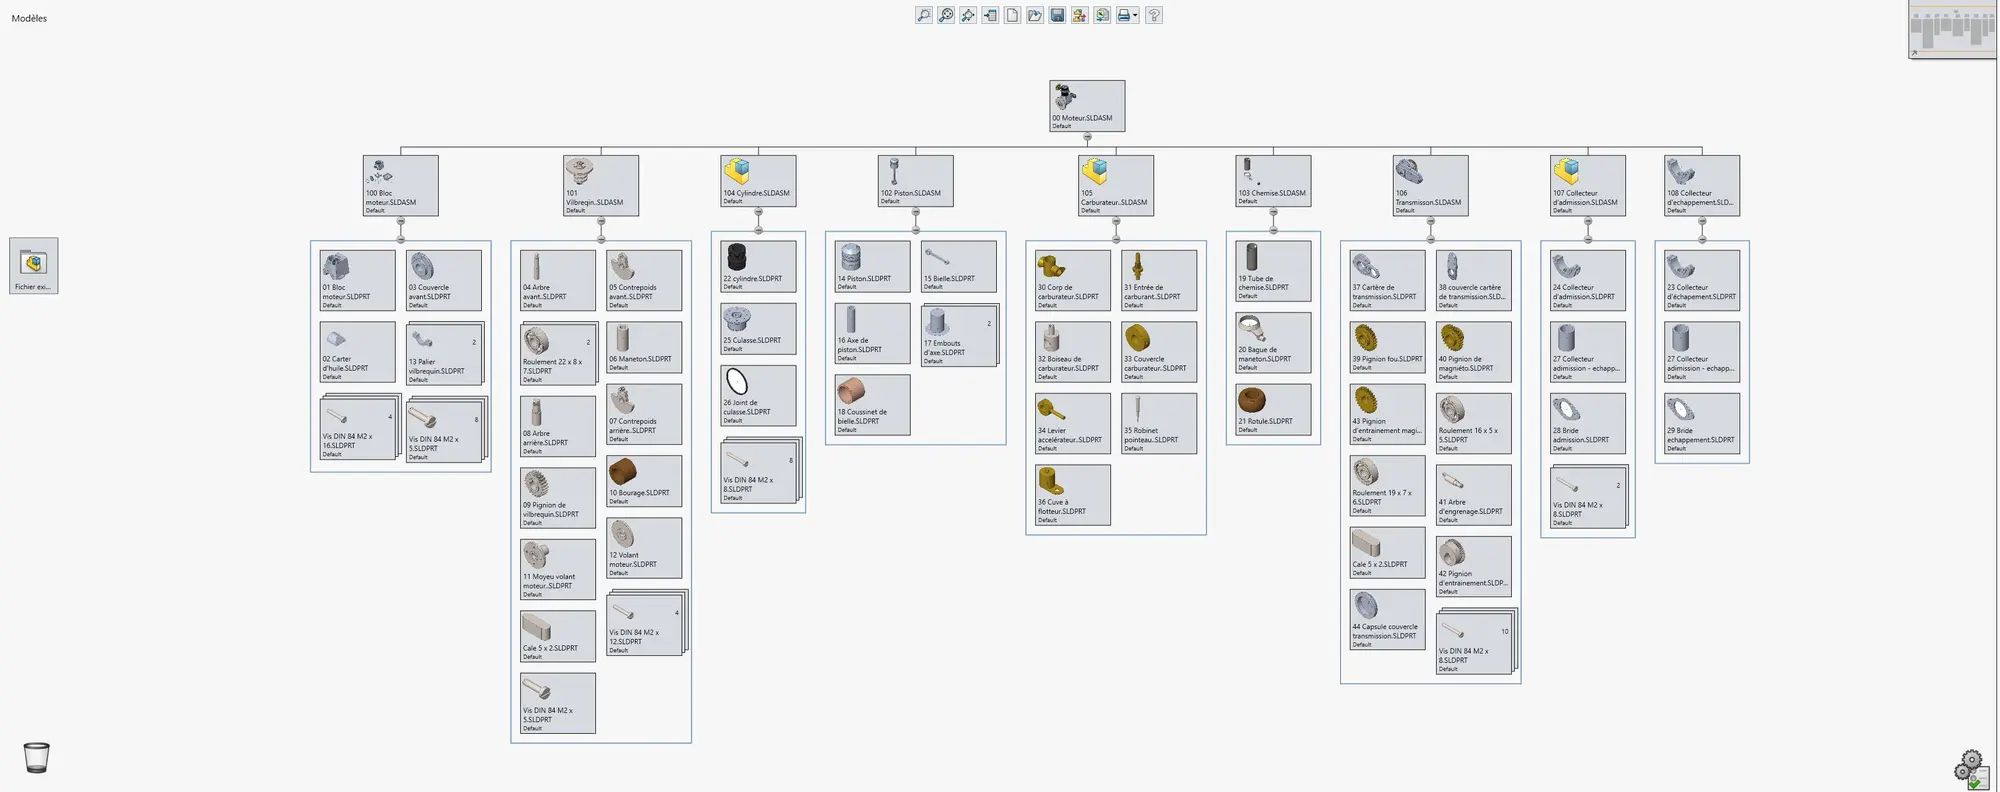 Modèles
Fichier exi...
00 Moteur.SLDASM
Default
100 Bloc
moteur.SLDASM
Default
101
Vilbreqin..SLDASM
Default
104 Cylindre.SLDASM
Default
102 Piston.SLDASM
Default
105
Carburateur..SLDASM
Default
103 Chemise.SLDASM
Default
106
Transmisson.SLDASM
Default
107 Collecteur
d'admission.SLDASM
Default
108 Collecteur
d'echappement.SLD...
Default
01 Bloc
moteur.SLDPRT
Default
03 Couvercle
avant.SLDPRT
Default
02 Carter
d'huile.SLDPRT
Default
2
13 Palier
vilbrequin.SLDPRT
Default
4
Vis DIN 84 M2 x
16.SLDPRT
Default
8
Vis DIN 84 M2 x
5.SLDPRT
Default
04 Arbre
avant..SLDPRT
Default
05 Contrepoids
avant..SLDPRT
Default
2
Roulement 22 x 8 x
7.SLDPRT
Default
06 Maneton.SLDPRT
Default
08 Arbre
arrière.SLDPRT
Default
07 Contrepoids
arrière..SLDPRT
Default
09 Pignion de
vilbrequin.SLDPRT
Default
10 Bourage.SLDPRT
Default
11 Moyeu volant
moteur..SLDPRT
Default
12 Volant
moteur.SLDPRT
Default
Cale 5 x 2.SLDPRT
Default
4
Vis DIN 84 M2 x
12.SLDPRT
Default
Vis DIN 84 M2 x
5.SLDPRT
Default
22 cylindre.SLDPRT
Default
25 Culasse.SLDPRT
Default
26 Joint de
culasse.SLDPRT
Default
8
Vis DIN 84 M2 x
8.SLDPRT
Default
14 Piston.SLDPRT
Default
15 Bielle.SLDPRT
Default
16 Axe de
piston.SLDPRT
Default
2
17 Embouts
d'axe.SLDPRT
Default
18 Coussinet de
bielle.SLDPRT
Default
30 Corp de
carburateur.SLDPRT
Default
31 Entrée de
carburant..SLDPRT
Default
32 Boiseau de
carburateur.SLDPRT
Default
33 Couvercle
carburateur..SLDPRT
Default
34 Levier
accelérateur..SLDPRT
Default
35 Robinet
pointeau..SLDPRT
Default
36 Cuve à
flotteur.SLDPRT
Default
19 Tube de
chemise.SLDPRT
Default
20 Bague de
maneton.SLDPRT
Default
21 Rotule.SLDPRT
Default
37 Cartère de
transmission.SLDPRT
Default
38 couvercle cartère
de transmission.SLD...
Default
39 Pignion fou.SLDPRT
Default
40 Pignion de
magniéto.SLDPRT
Default
43 Pignion
d'entrainement magi...
Default
Roulement 16 x 5 x
5.SLDPRT
Default
Roulement 19 x 7 x
6.SLDPRT
Default
41 Arbre
d'engrenage.SLDPRT
Default
Cale 5 x 2.SLDPRT
Default
42 Pignion
d'entrainement.SLDP...
Default
44 Capsule couvercle
transmission.SLDPRT
Default
10
Vis DIN 84 M2 x
8.SLDPRT
Default
24 Collecteur
d'admission.SLDPRT
Default
27 Collecteur
adimission - echapp...
Default
28 Bride
admission.SLDPRT
Default
2
Vis DIN 84 M2 x
8.SLDPRT
Default
23 Collecteur
d'échapement.SLDPRT
Default
27 Collecteur
adimission - echapp...
Default
29 Bride
echappement.SLDPRT
Default